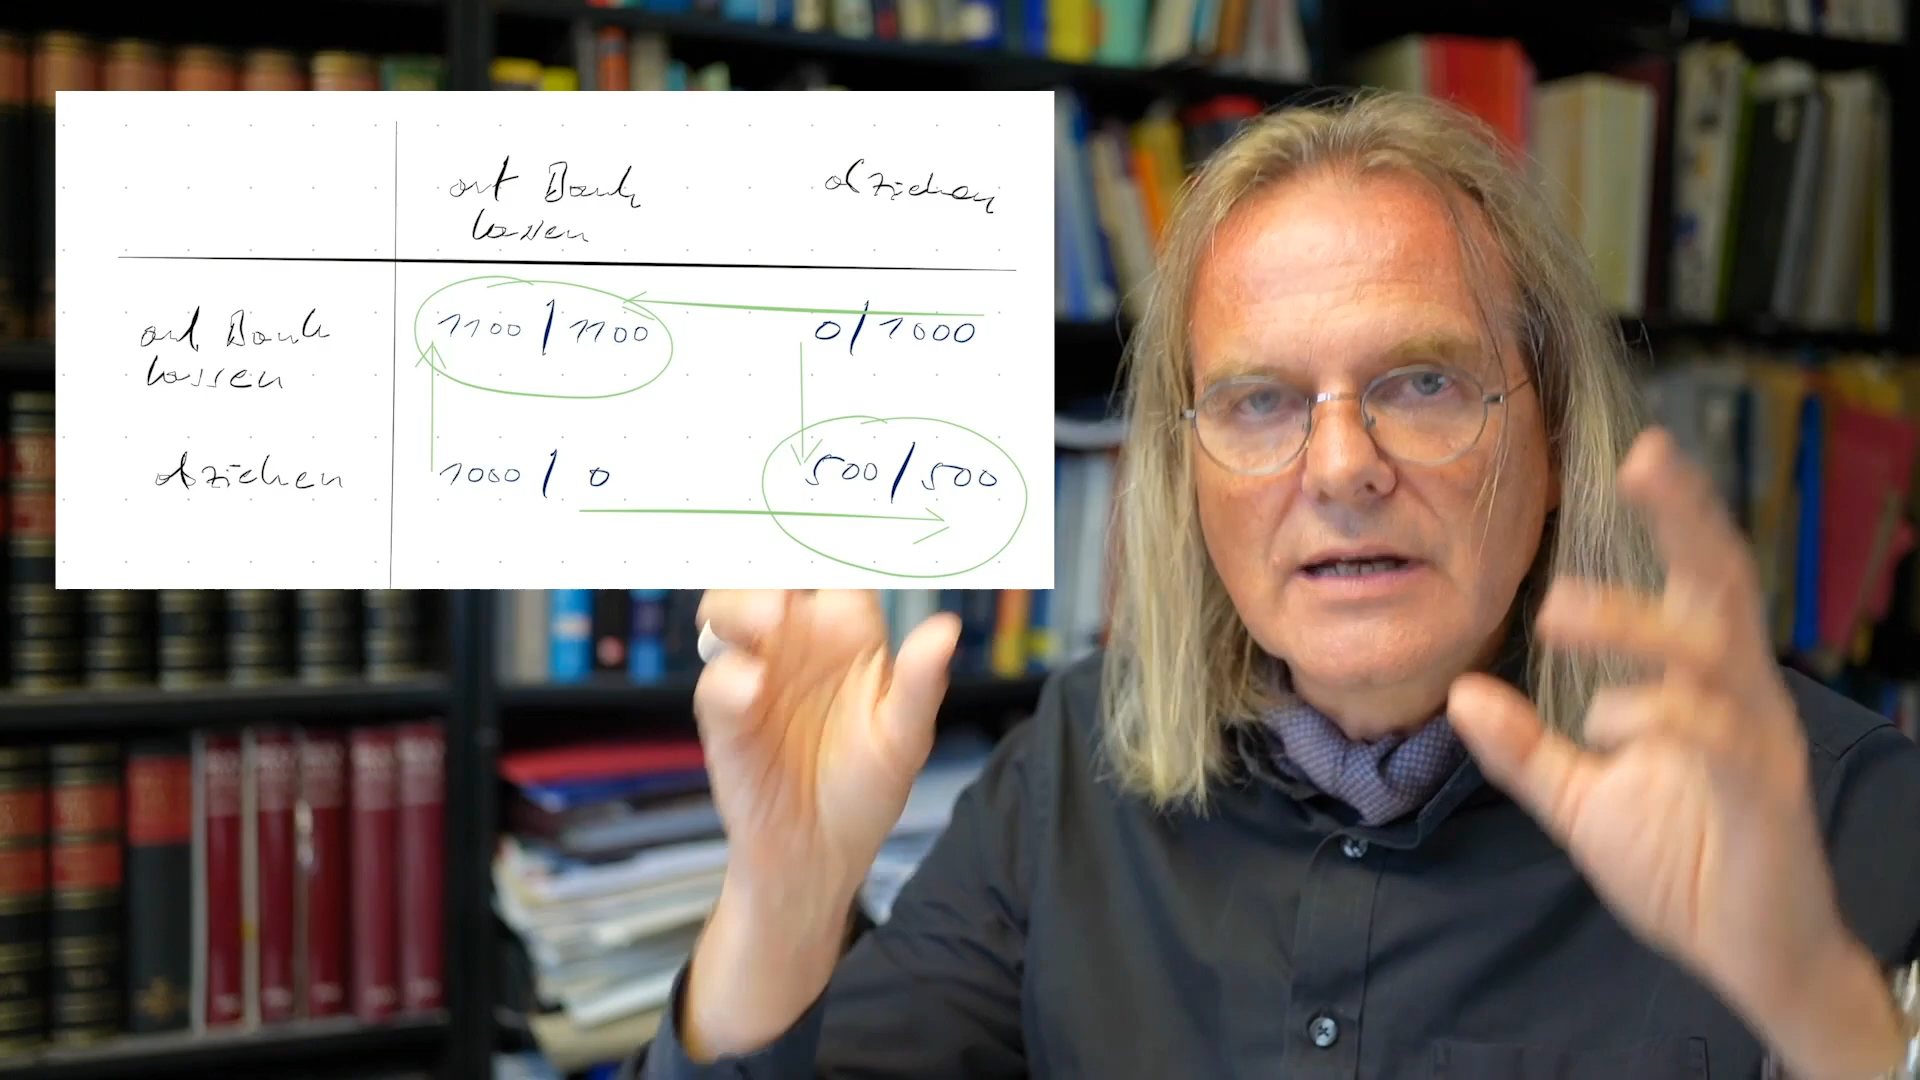 auf Bank abziehen
lassen
auf Bank 1100 / 1100 0 / 1000
lassen
abziehen 1000 / 0 500 / 500